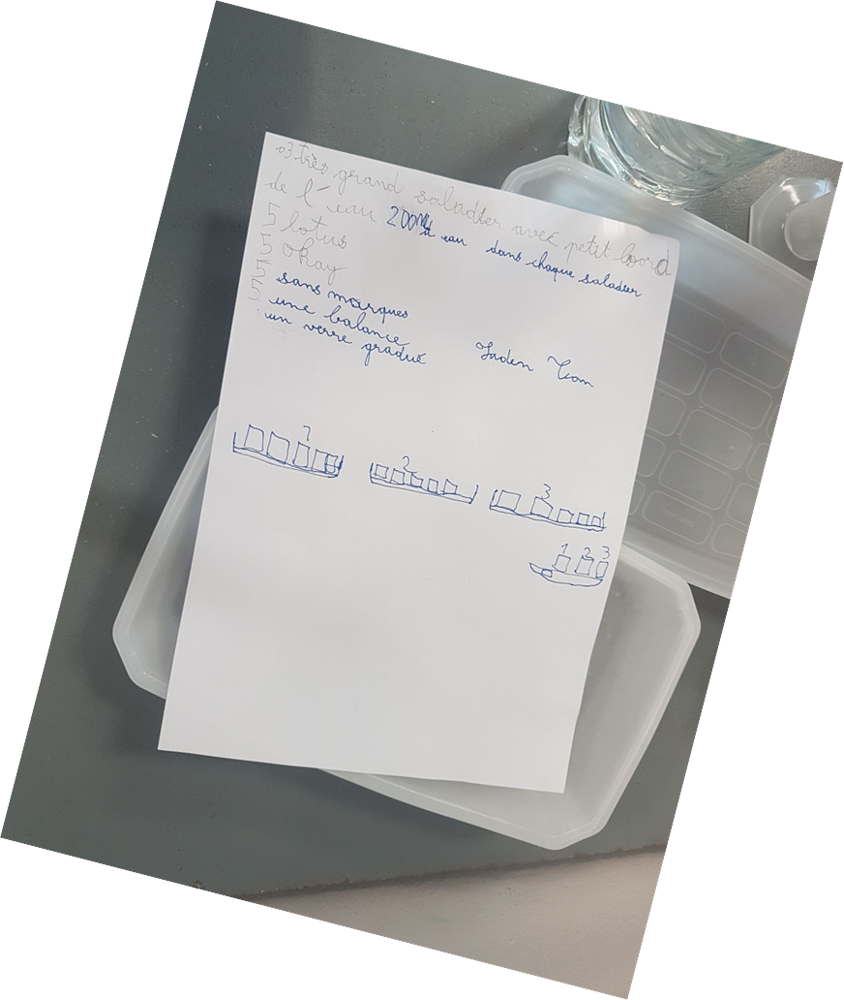 3 très grand saladier avec petit bord
de l'eau 200ml d'eau dans chaque saladier
5 lotus
5 okay
5 sans marques
une balance
un verre gradué
Jaden Tiom
1 2 3
1 2 3